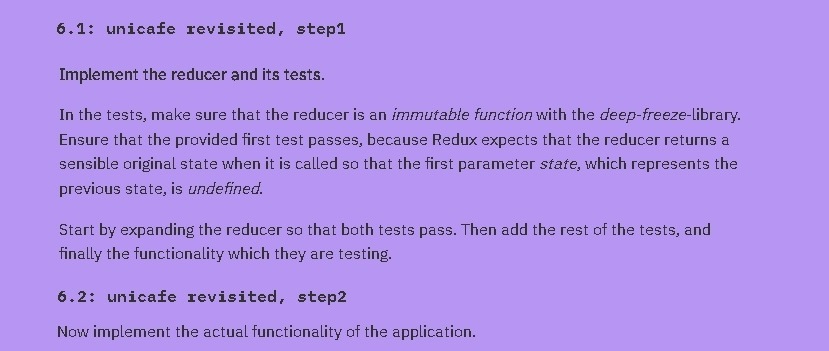 6.1: unicafe revisited, step1
Implement the reducer and its tests.
In the tests, make sure that the reducer is an immutable function with the deep-freeze-library.
Ensure that the provided first test passes, because Redux expects that the reducer returns a
sensible original state when it is called so that the first parameter state, which represents the
previous state, is undefined.
Start by expanding the reducer so that both tests pass. Then add the rest of the tests, and
finally the functionality which they are testing.
6.2: unicafe revisited, step2
Now implement the actual functionality of the application.